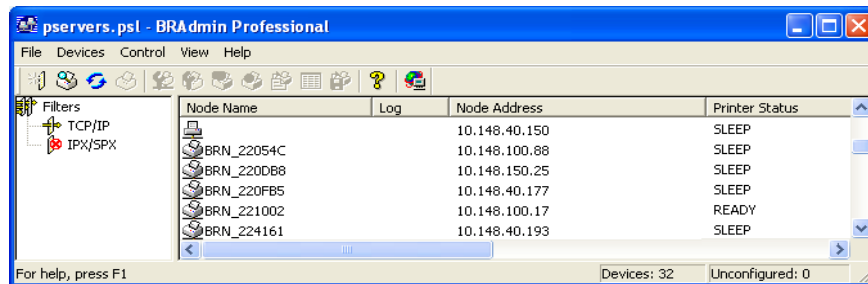 pservers.psl - BRAdmin Professional
File Devices Control View Help
Filters
TCP/IP
IPX/SPX
Node Name Log Node Address Printer Status
10.148.40.150 SLEEP
BRN_22054C 10.148.100.88 SLEEP
BRN_220DB8 10.148.150.25 SLEEP
BRN_220FB5 10.148.40.177 SLEEP
BRN_221002 10.148.100.17 READY
BRN_224161 10.148.40.193 SLEEP
For help, press F1 Devices: 32 Unconfigured: 0